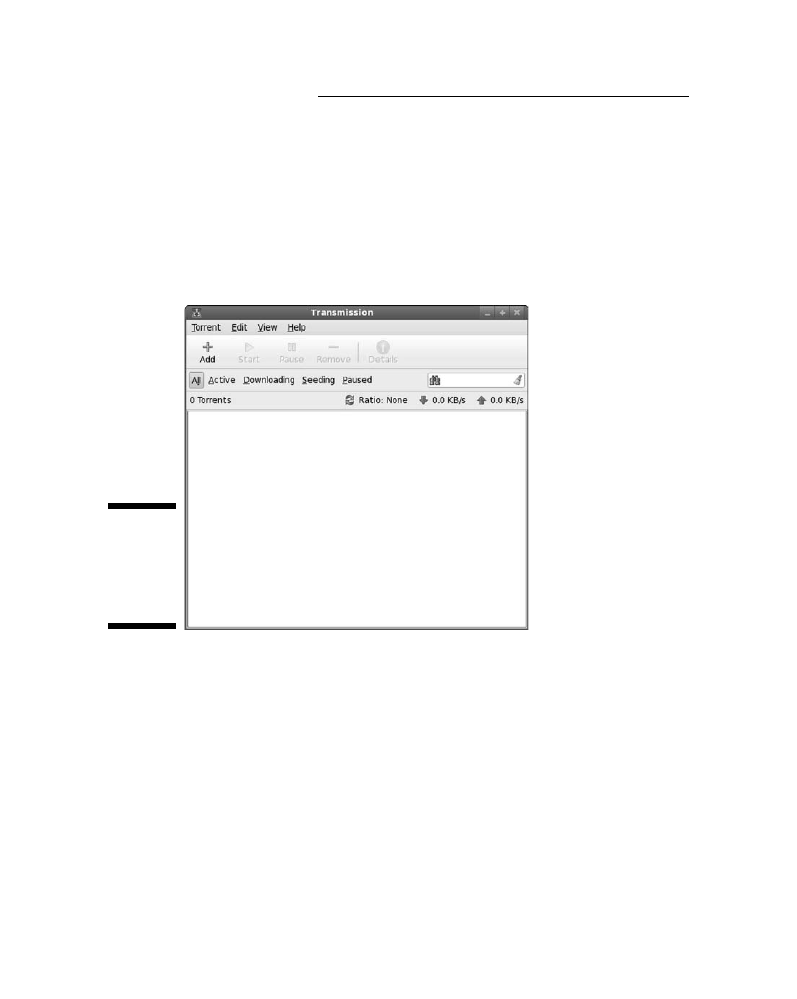 Transmission
Torrent Edit View Help
Add Start Pause Remove Details
All Active Downloading Seeding Paused
0 Torrents Ratio: None 0.0 KB/s 0.0 KB/s